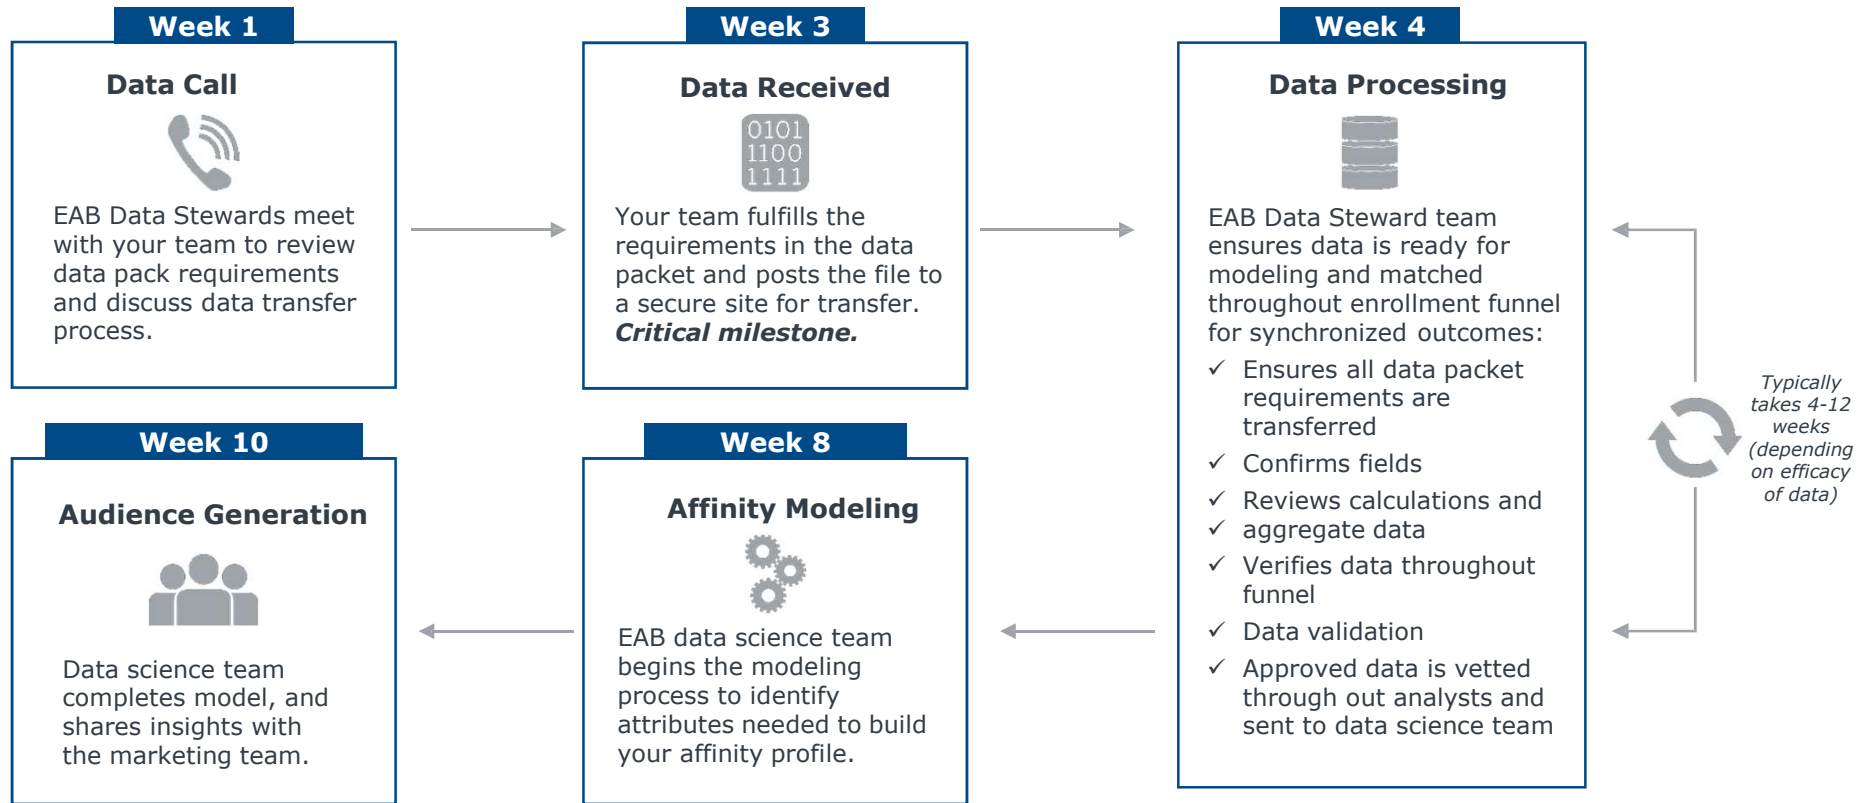 Week 1
Data Call
EAB Data Stewards meet
with your team to review
data pack requirements
and discuss data transfer
process.
Week 3
Data Received
0101
1100
1111
Your team fulfills the
requirements in the data
packet and posts the file to
a secure site for transfer.
Critical milestone.
Week 4
Data Processing
EAB Data Steward team
ensures data is ready for
modeling and matched
throughout enrollment funnel
for synchronized outcomes:
✓ Ensures all data packet
requirements are
transferred
✓ Confirms fields
✓ Reviews calculations and
✓ aggregate data
✓ Verifies data throughout
funnel
✓ Data validation
✓ Approved data is vetted
through out analysts and
sent to data science team
Typically
takes 4-12
weeks
(depending
on efficacy
of data)
Week 8
Affinity Modeling
EAB data science team
begins the modeling
process to identify
attributes needed to build
your affinity profile.
Week 10
Audience Generation
Data science team
completes model, and
shares insights with
the marketing team.